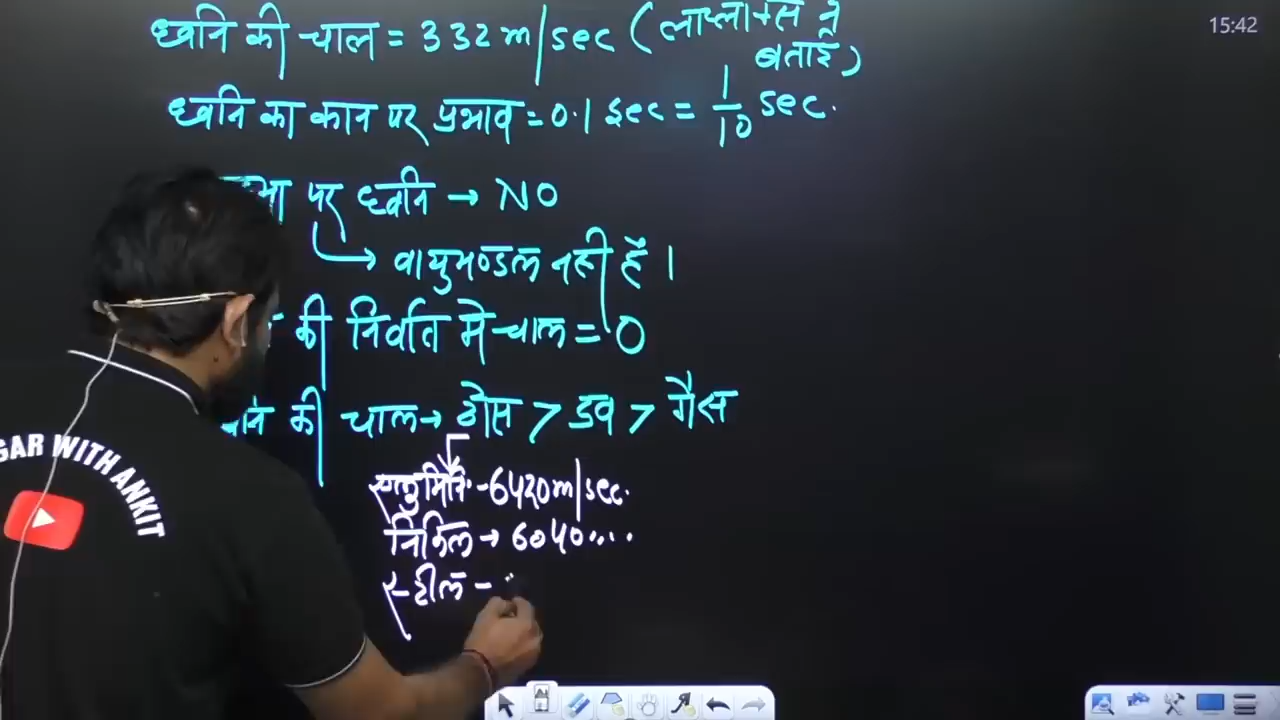 15:42
ध्वनि की चाल = 332 m/sec (लाप्लास ने
बताई)
ध्वनि का कान पर प्रभाव = 0.1 sec = 1/10 sec.
पर ध्वनि → NO
→ वायुमण्डल नही है ।
की निर्वात मे चाल = 0
की चाल → ठोस > द्रव > गैस
एलुमिनि - 6420 m/sec.
निकिल → 6040....
स्टील -
GAR WITH ANKIT